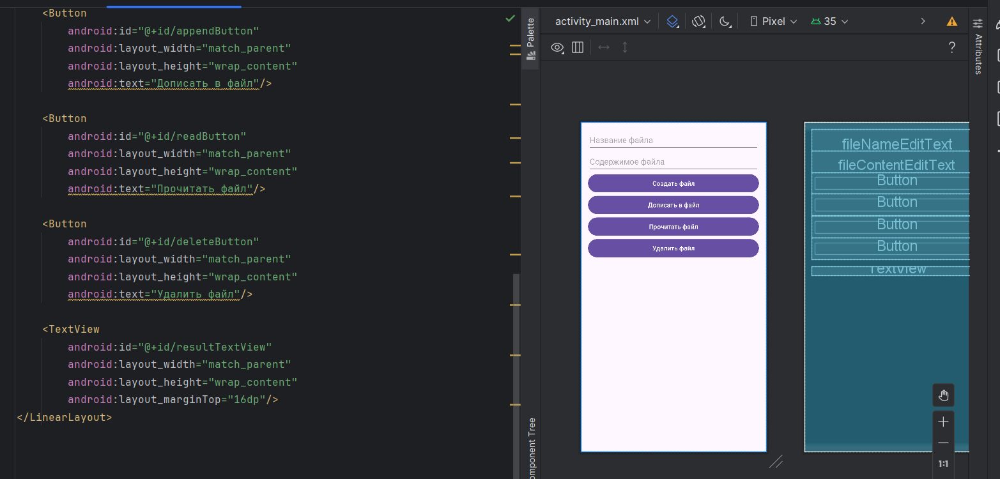 <Button
android:id="@+id/appendButton"
android:layout_width="match_parent"
android:layout_height="wrap_content"
android:text="Дописать в файл"/>
<Button
android:id="@+id/readButton"
android:layout_width="match_parent"
android:layout_height="wrap_content"
android:text="Прочитать файл"/>
<Button
android:id="@+id/deleteButton"
android:layout_width="match_parent"
android:layout_height="wrap_content"
android:text="Удалить файл"/>
<TextView
android:id="@+id/resultTextView"
android:layout_width="match_parent"
android:layout_height="wrap_content"
android:layout_marginTop="16dp"/>
</LinearLayout>
Palette
omponent Tree
activity_main.xml
Pixel
35
?
Attributes
Название файла
Содержимое файла
Создать файл
Дописать в файл
Прочитать файл
Удалить файл
fileNameEditText
fileContentEditText
Button
Button
Button
Button
TextView
1:1